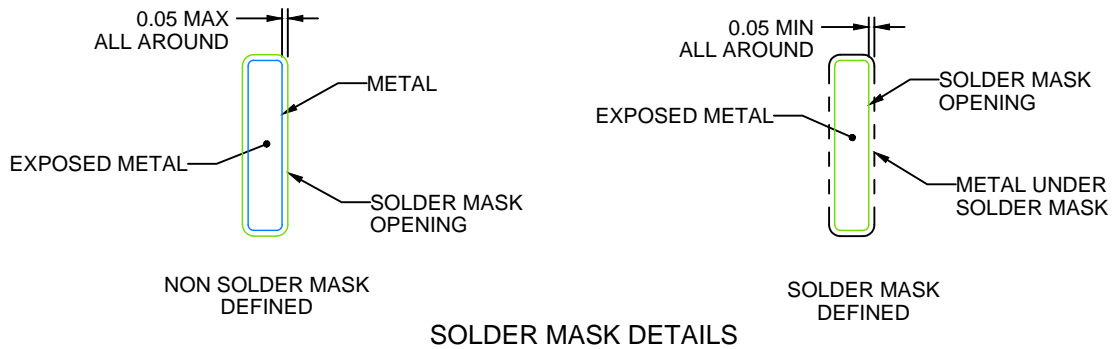 0.05 MAX
ALL AROUND
METAL
EXPOSED METAL
SOLDER MASK
OPENING
NON SOLDER MASK
DEFINED
0.05 MIN
ALL AROUND
SOLDER MASK
OPENING
EXPOSED METAL
METAL UNDER
SOLDER MASK
SOLDER MASK
DEFINED
SOLDER MASK DETAILS